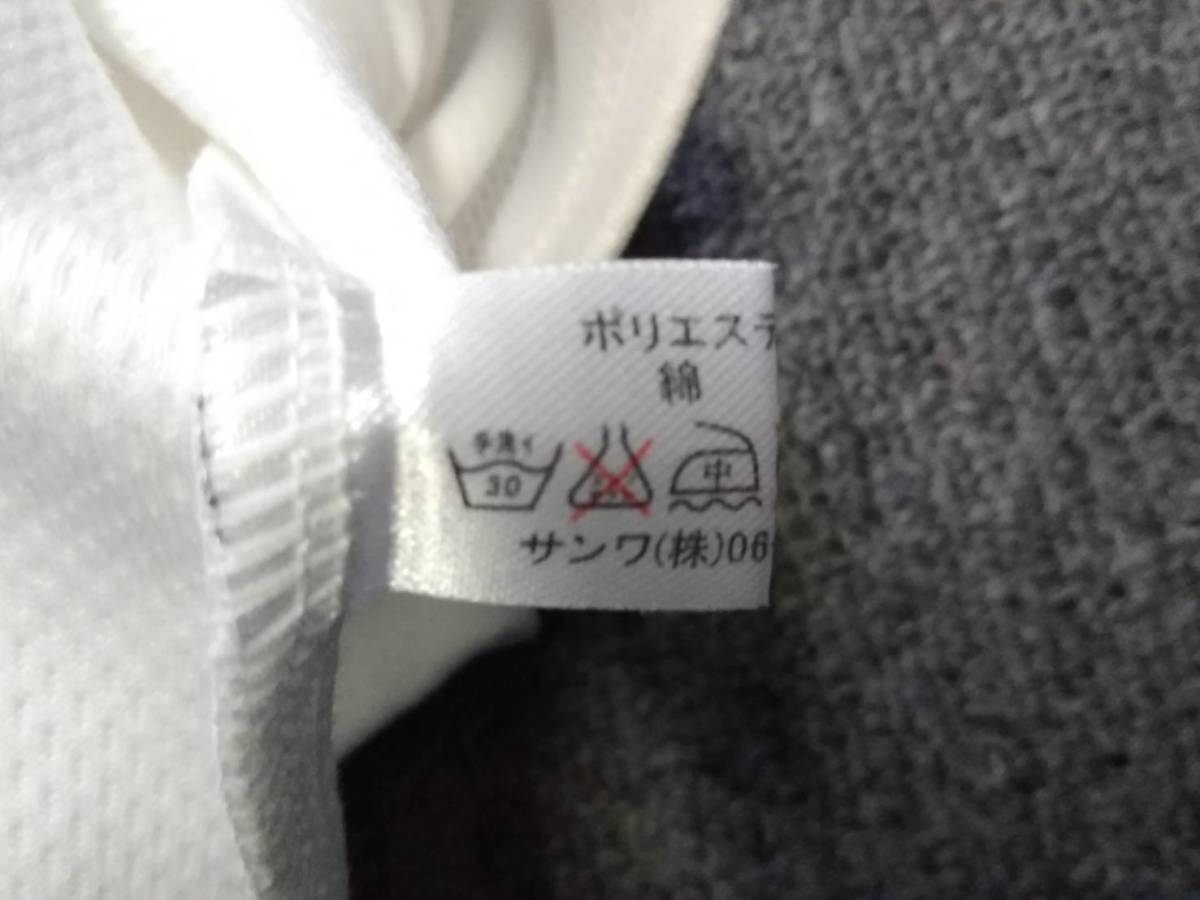 ポリエステ
綿
手洗イ
30 中
サンワ(株)06